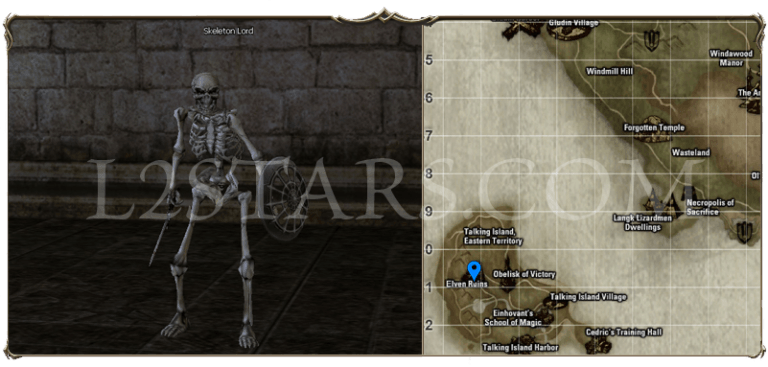 Skeleton Lord
L2STARS.COM
Gludin Village
5
Windawood
Manor
Windmill Hill
6
Forgotten Temple
7
Wasteland
8
Necropolis of
Sacrifice
Langk Lizardmen
Dwellings
9
Talking Island,
Eastern Territory
0
Obelisk of Victory
Elven Ruins
1
Talking Island Village
Einhovant's
School of Magic
2
Cedric's Training Hall
Talking Island Harbor